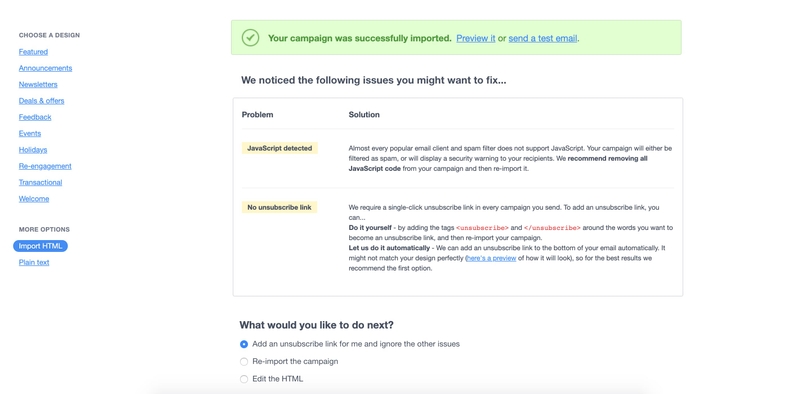 CHOOSE A DESIGN
Featured
Announcements
Newsletters
Deals & offers
Feedback
Events
Holidays
Re-engagement
Transactional
Welcome
MORE OPTIONS
Import HTML
Plain text
Your campaign was successfully imported. Preview it or send a test email.
We noticed the following issues you might want to fix...
Problem
Solution
JavaScript detected
Almost every popular email client and spam filter does not support JavaScript. Your campaign will either be
filtered as spam, or will display a security warning to your recipients. We recommend removing all
JavaScript code from your campaign and then re-import it.
No unsubscribe link
We require a single-click unsubscribe link in every campaign you send. To add an unsubscribe link, you
can...
Do it yourself - by adding the tags <unsubscribe> and </unsubscribe> around the words you want to
become an unsubscribe link, and then re-import your campaign.
Let us do it automatically - We can add an unsubscribe link to the bottom of your email automatically. It
might not match your design perfectly (here's a preview of how it will look), so for the best results we
recommend the first option.
What would you like to do next?
Add an unsubscribe link for me and ignore the other issues
Re-import the campaign
Edit the HTML